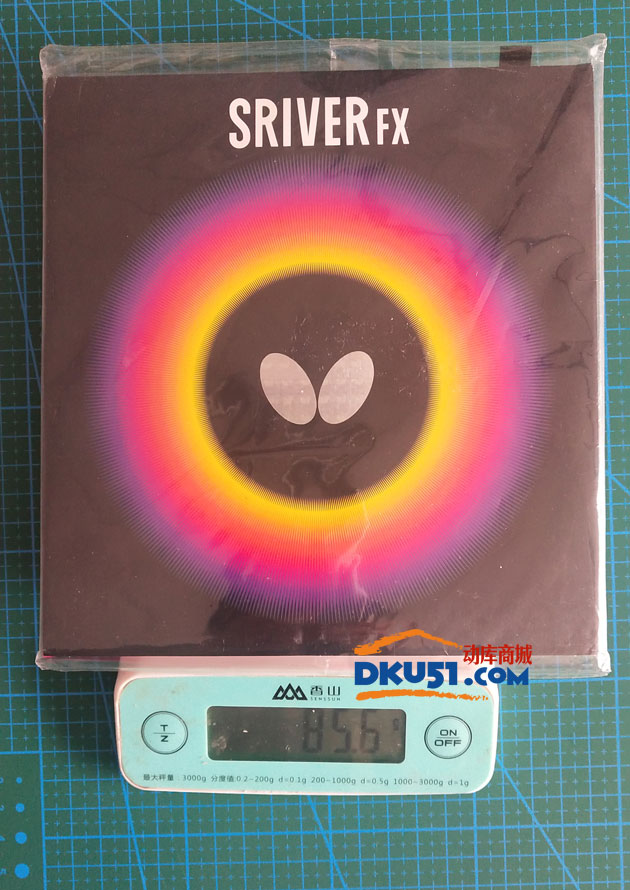 SRIVER FX
动库商城
DKU51.COM
香山
SENSSUN
T
Z
85.6
g
ON
OFF
最大秤量:3000g 分度值:0.2-200g d=0.1g 200-1000g d=0.5g 1000-3000g d=1g